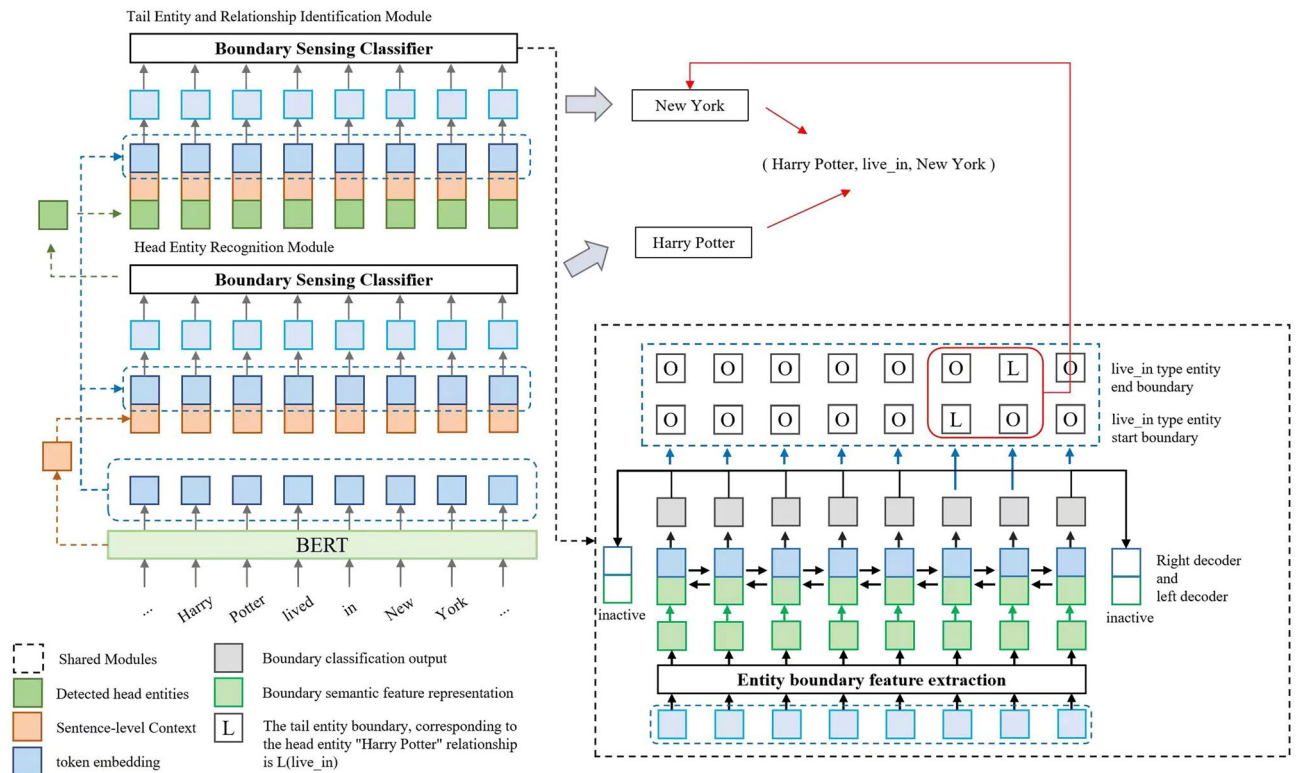 Tail Entity and Relationship Identification Module
Boundary Sensing Classifier
New York
( Harry Potter, live_in, New York )
Harry Potter
Head Entity Recognition Module
Boundary Sensing Classifier
O O O O O O L O
live_in type entity
end boundary
O O O O O L O O
live_in type entity
start boundary
BERT
... Harry Potter lived in New York ...
inactive
Right decoder
and
left decoder
inactive
Entity boundary feature extraction
Shared Modules
Detected head entities
Sentence-level Context
token embedding
Boundary classification output
Boundary semantic feature representation
L
The tail entity boundary, corresponding to
the head entity "Harry Potter" relationship
is L(live_in)